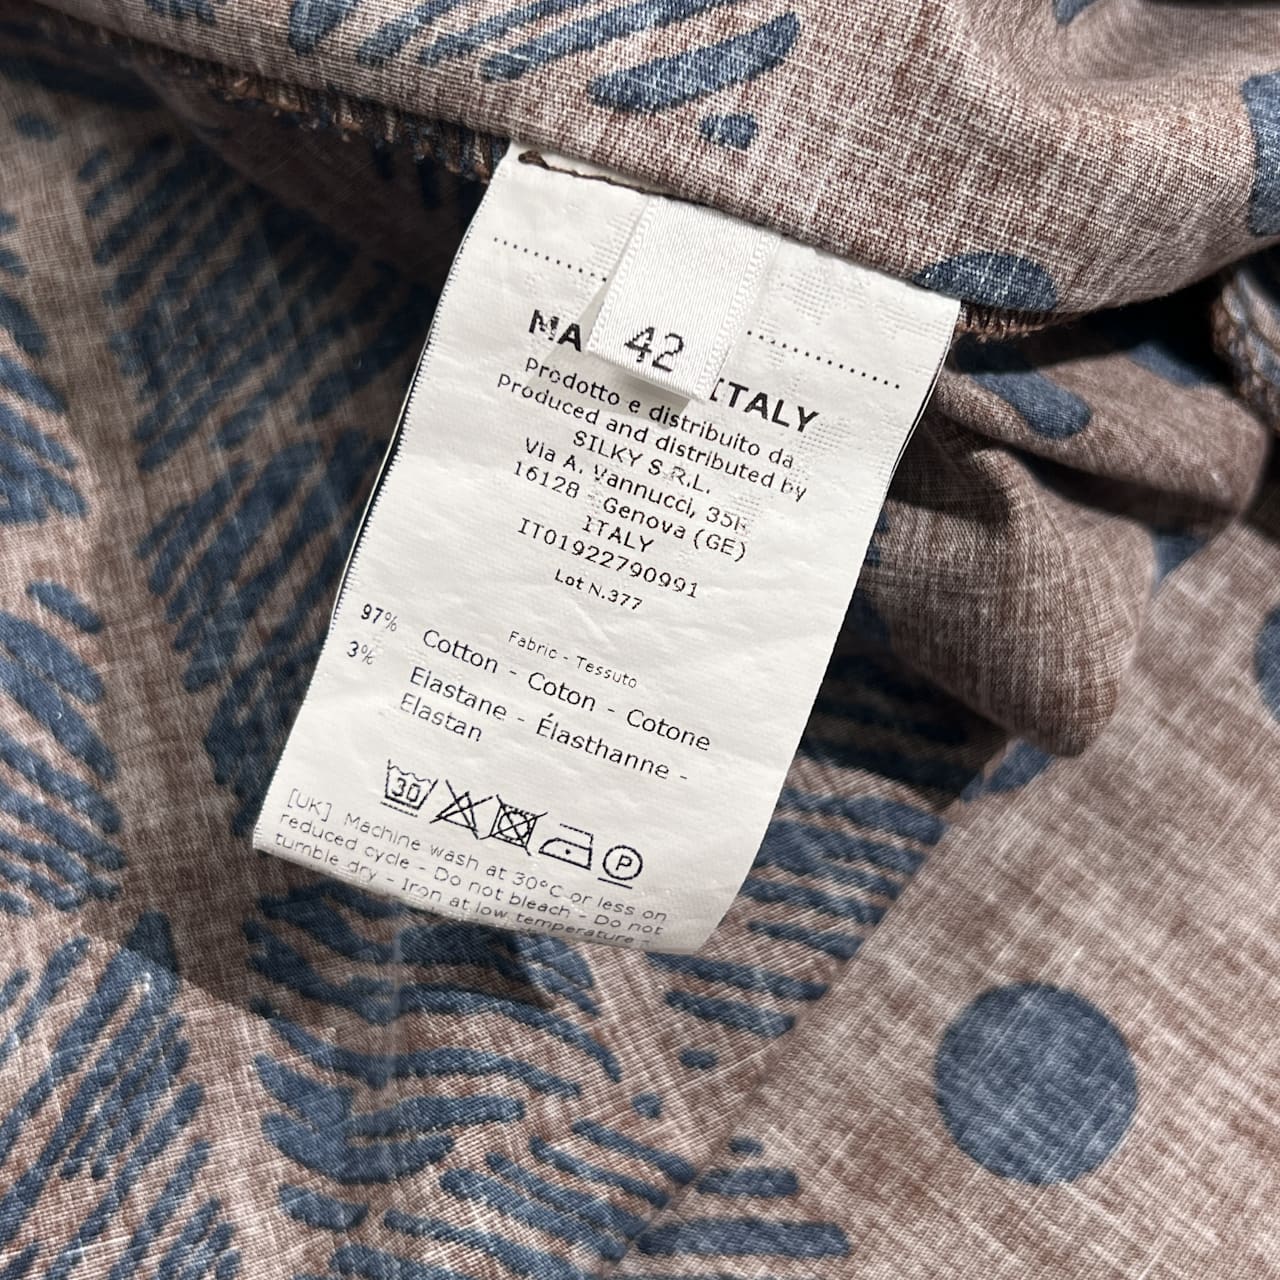 42
MA ITALY
Prodotto e distribuito da
Produced and distributed by
SILKY S.R.L.
Via A. Vannucci, 35R
16128 - Genova (GE)
ITALY
IT01922790991
Lot N.377
Fabric - Tessuto
97% Cotton - Coton - Cotone
3% Elastane - Élasthanne -
Elastan
30 P
[UK] Machine wash at 30°C or less on
reduced cycle - Do not bleach - Do not
tumble dry - Iron at low temperature -